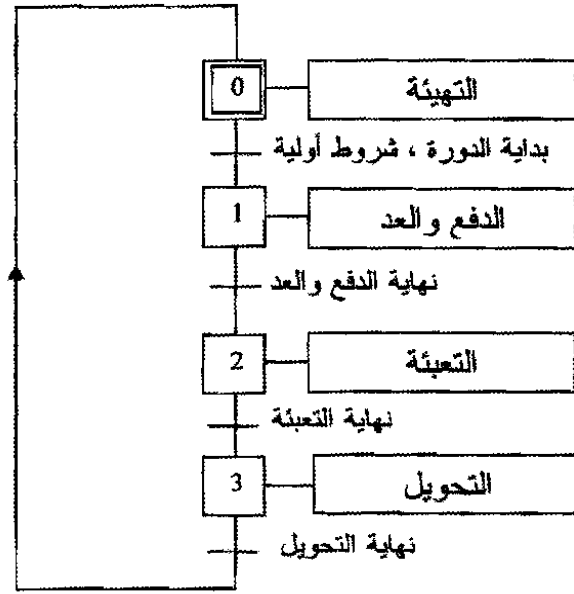 0
التهيئة
بداية الدورة ، شروط أولية
1
الدفع والعد
نهاية الدفع والعد
2
التعبئة
نهاية التعبئة
3
التحويل
نهاية التحويل